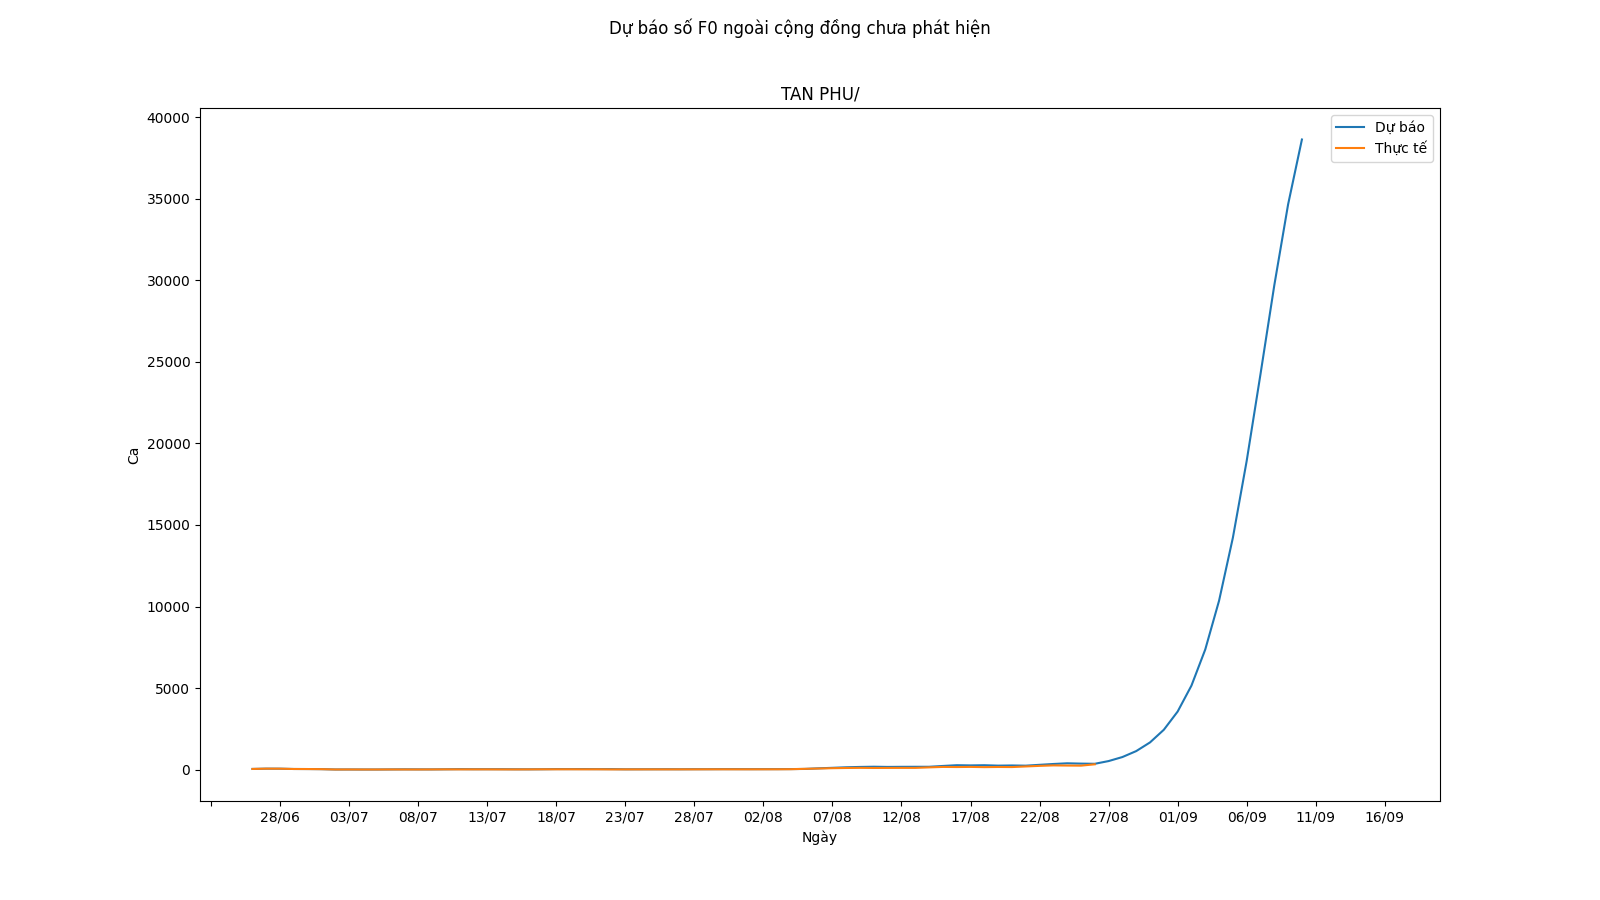 Dự báo số F0 ngoài cộng đồng chưa phát hiện
TAN PHU/
Dự báo
Thực tế
Ca
40000
35000
30000
25000
20000
15000
10000
5000
0
28/06 03/07 08/07 13/07 18/07 23/07 28/07 02/08 07/08 12/08 17/08 22/08 27/08 01/09 06/09 11/09 16/09
Ngày